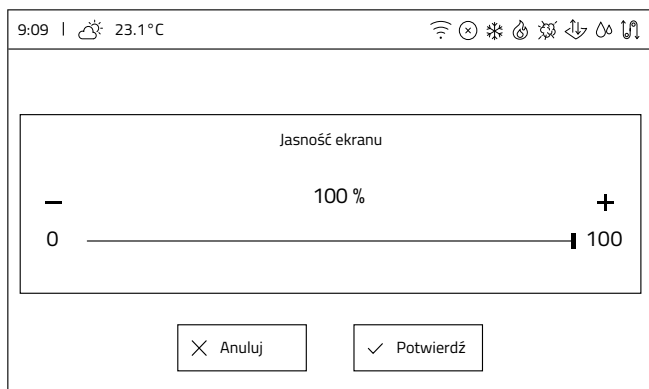 9:09 | 23.1°C
Jasność ekranu
100 %
− +
0 100
Anuluj Potwierdź